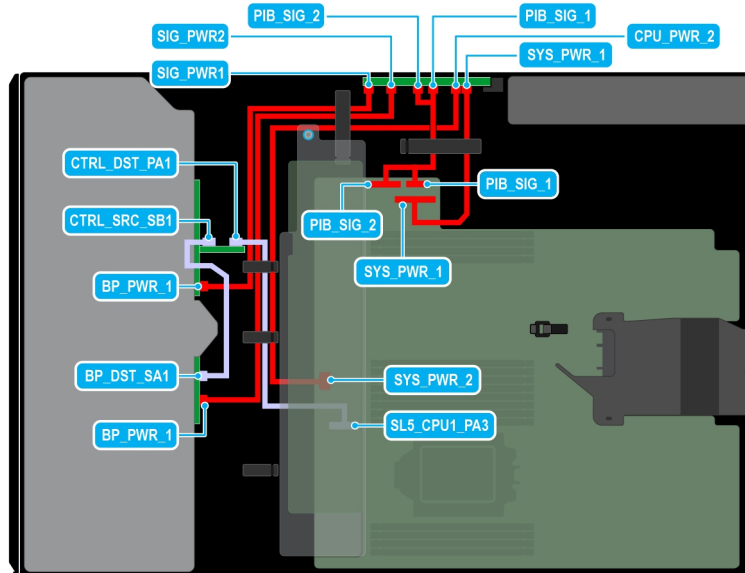 PIB_SIG_2
PIB_SIG_1
SIG_PWR2
CPU_PWR_2
SYS_PWR_1
SIG_PWR1
CTRL_DST_PA1
PIB_SIG_1
CTRL_SRC_SB1
PIB_SIG_2
SYS_PWR_1
BP_PWR_1
BP_DST_SA1
SYS_PWR_2
SL5_CPU1_PA3
BP_PWR_1